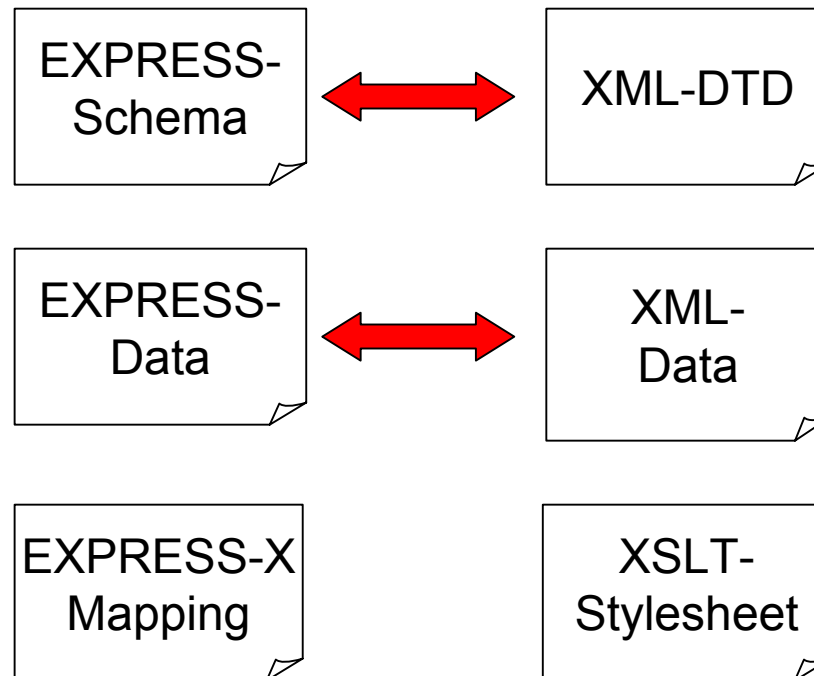 EXPRESS-
Schema
XML-DTD
EXPRESS-
Data
XML-
Data
EXPRESS-X
Mapping
XSLT-
Stylesheet